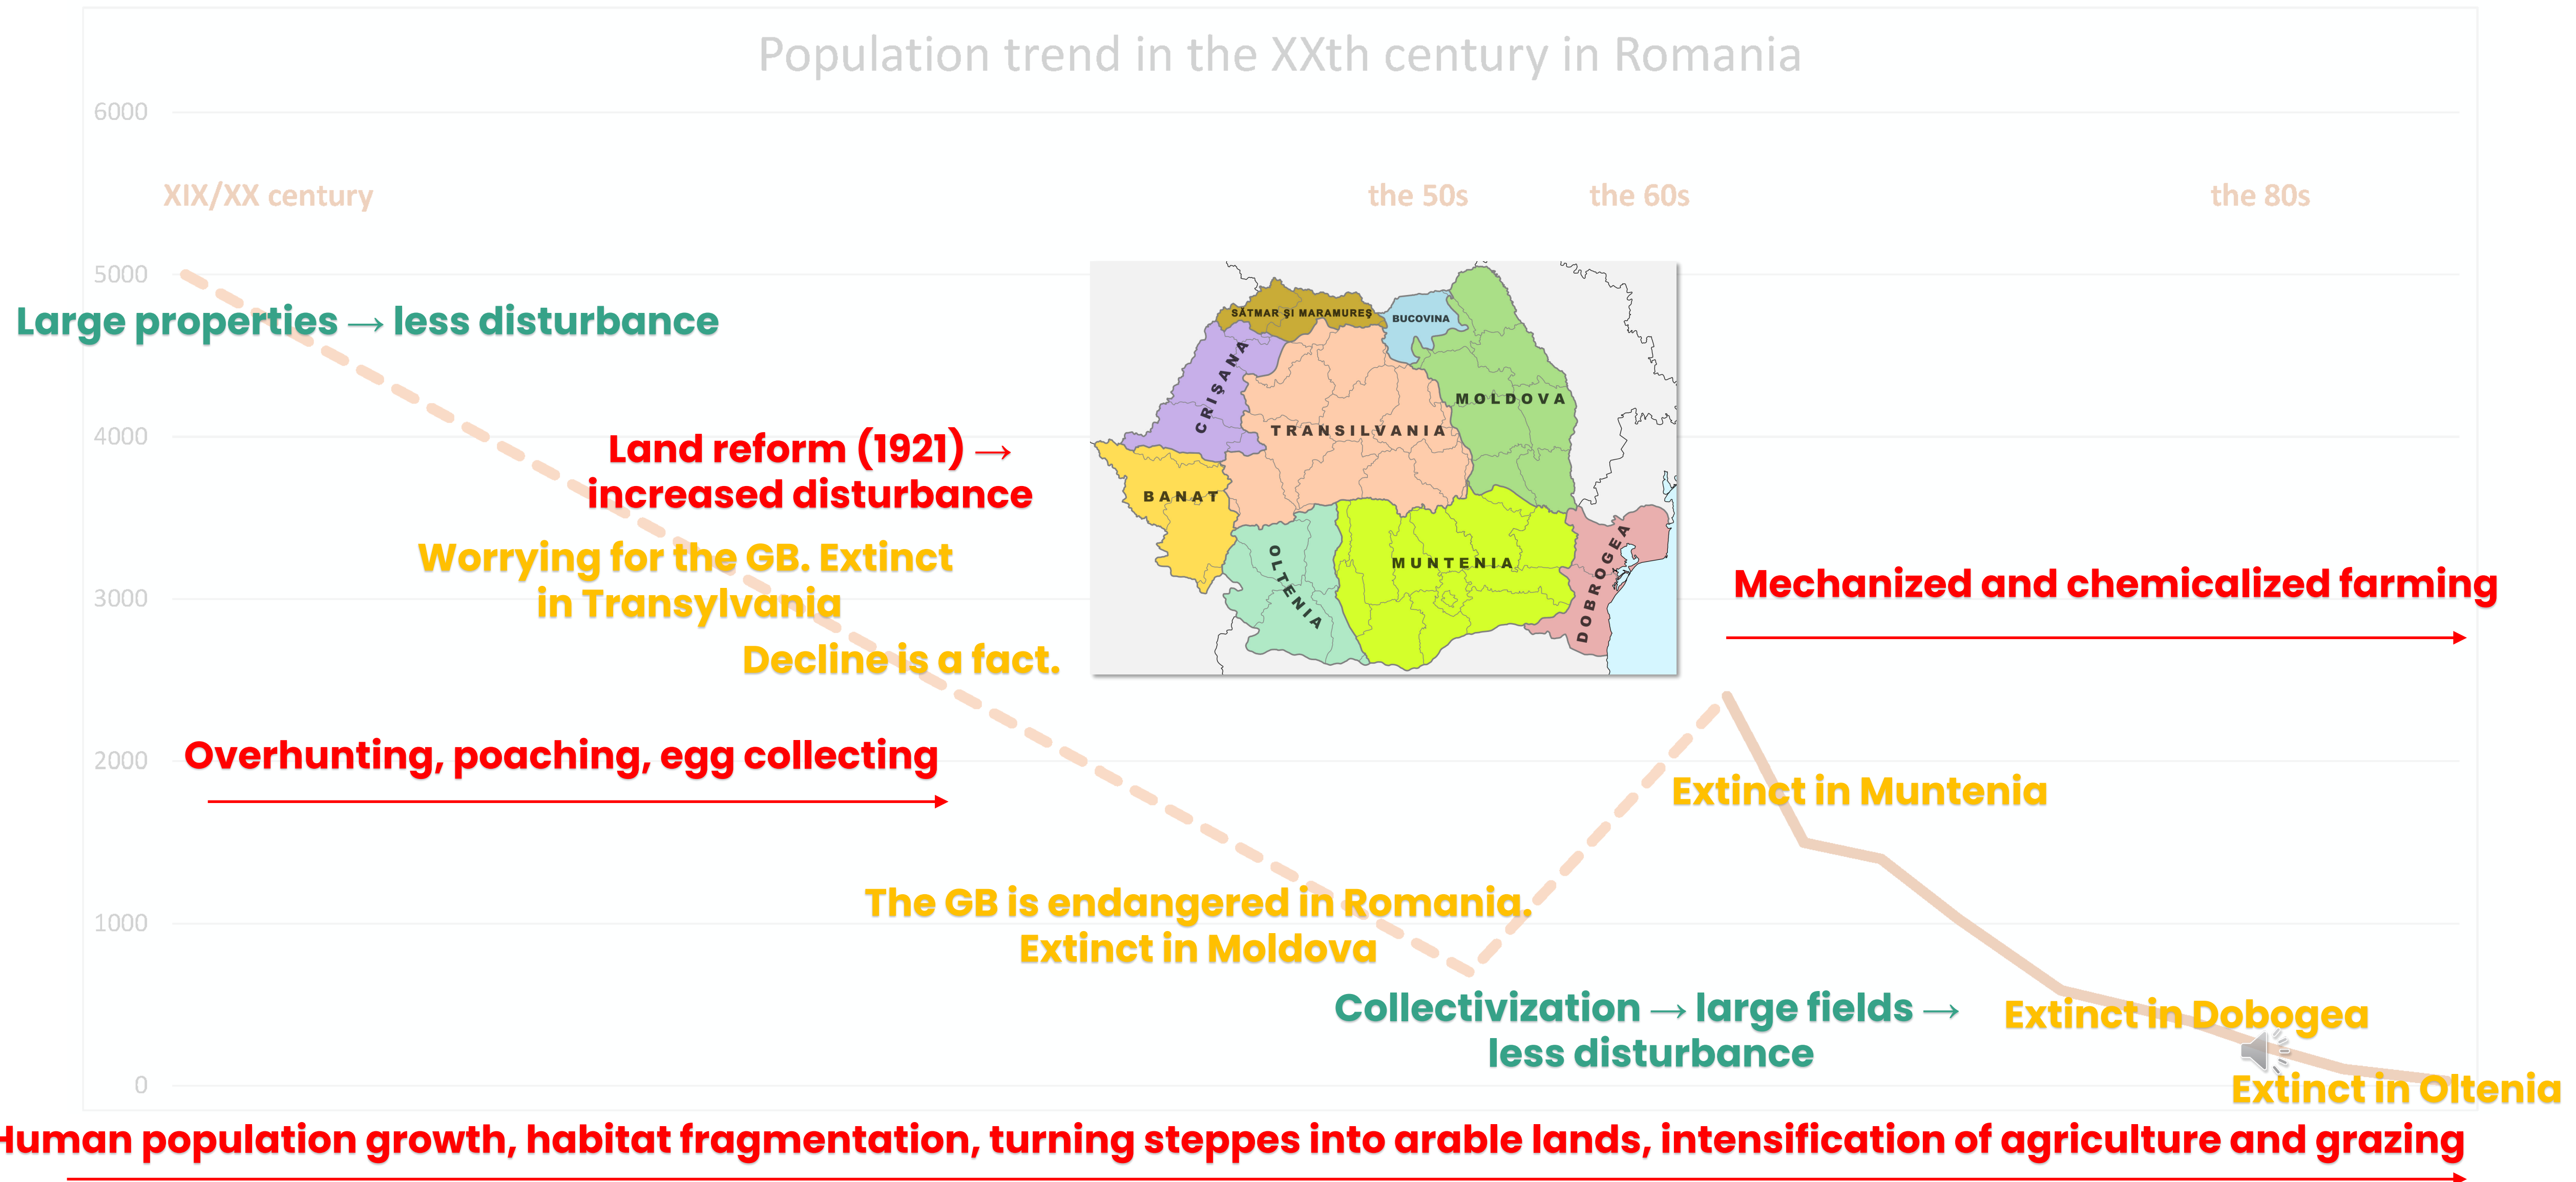 Population trend in the XXth century in Romania
6000
XIX/XX century
the 50s
the 60s
the 80s
5000
Large properties → less disturbance
4000
Land reform (1921) →
increased disturbance
Worrying for the GB. Extinct
in Transylvania
3000
Decline is a fact.
SĂTMAR ŞI MARAMUREŞ
BUCOVINA
CRIŞANA
MOLDOVA
TRANSILVANIA
BANAT
OLTENIA
MUNTENIA
DOBROGEA
Mechanized and chemicalized farming
2000
Overhunting, poaching, egg collecting
Extinct in Muntenia
1000
The GB is endangered in Romania.
Extinct in Moldova
Collectivization → large fields →
less disturbance
Extinct in Dobogea
0
Extinct in Oltenia
Human population growth, habitat fragmentation, turning steppes into arable lands, intensification of agriculture and grazing